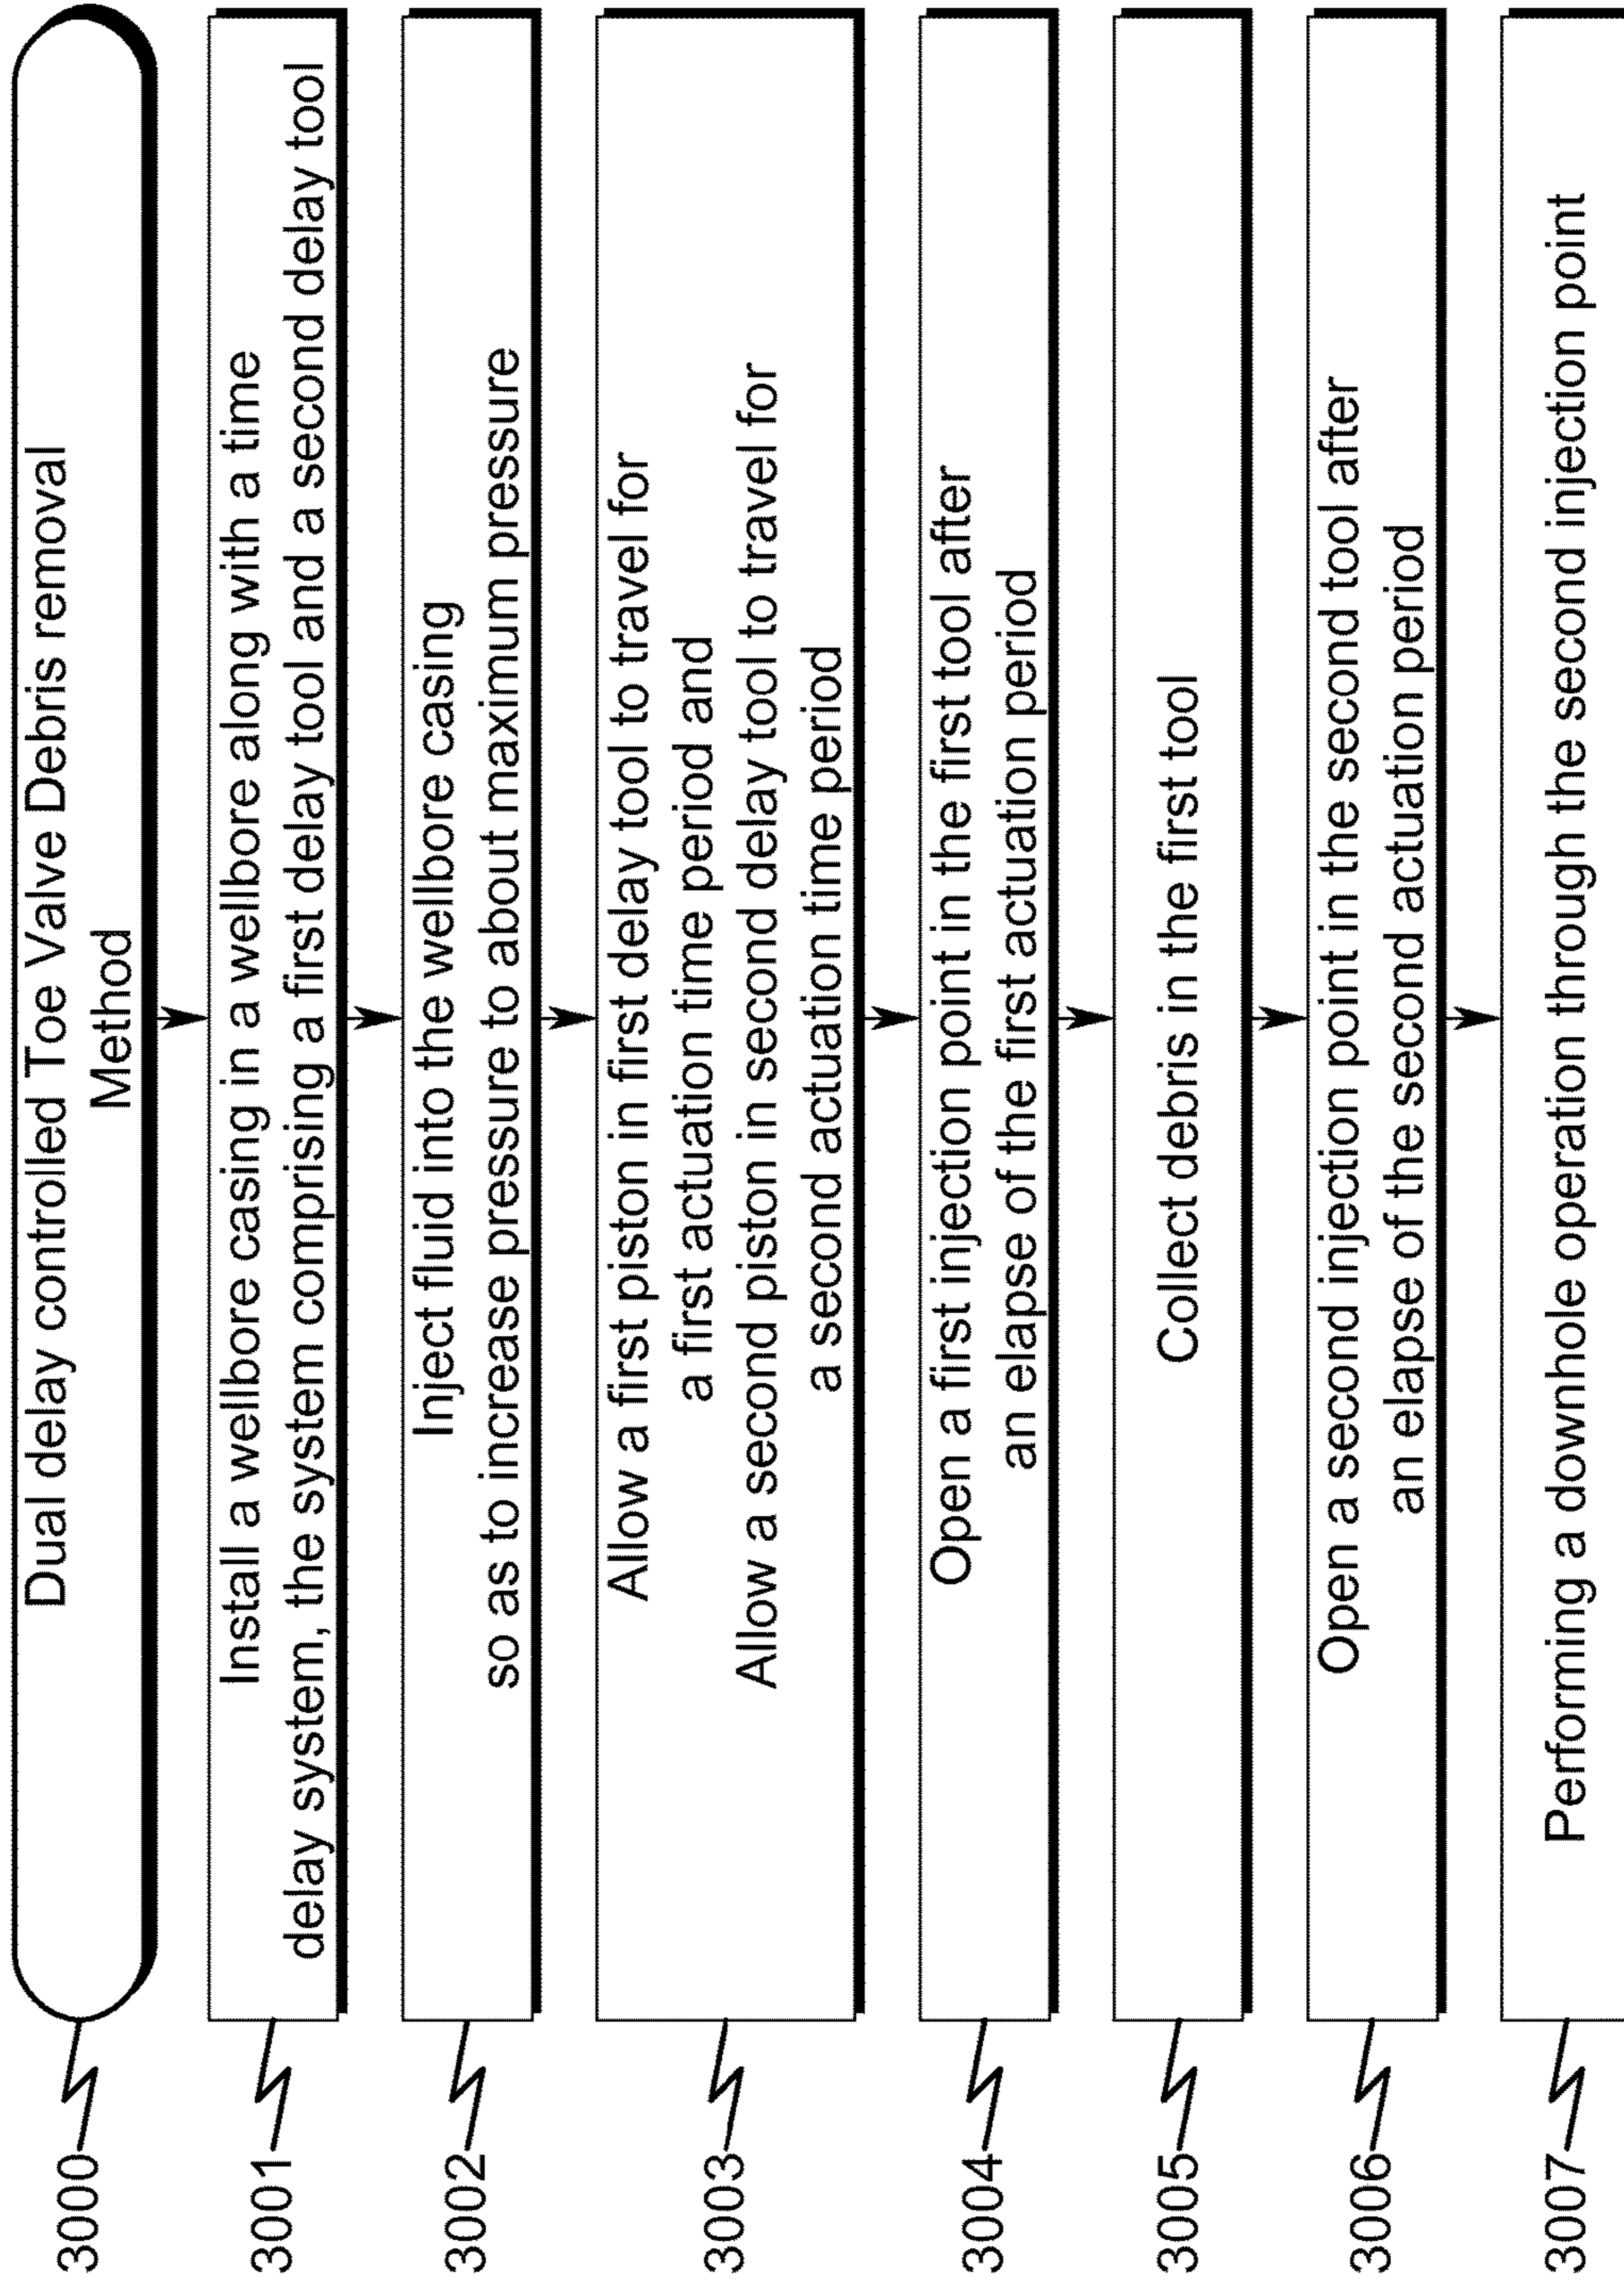 3000
Dual delay controlled Toe Valve Debris removal
Method
3001
Install a wellbore casing in a wellbore along with a time
delay system, the system comprising a first delay tool and a second delay tool
3002
Inject fluid into the wellbore casing
so as to increase pressure to about maximum pressure
3003
Allow a first piston in first delay tool to travel for
a first actuation time period and
Allow a second piston in second delay tool to travel for
a second actuation time period
3004
Open a first injection point in the first tool after
an elapse of the first actuation period
3005
Collect debris in the first tool
3006
Open a second injection point in the second tool after
an elapse of the second actuation period
3007
Performing a downhole operation through the second injection point